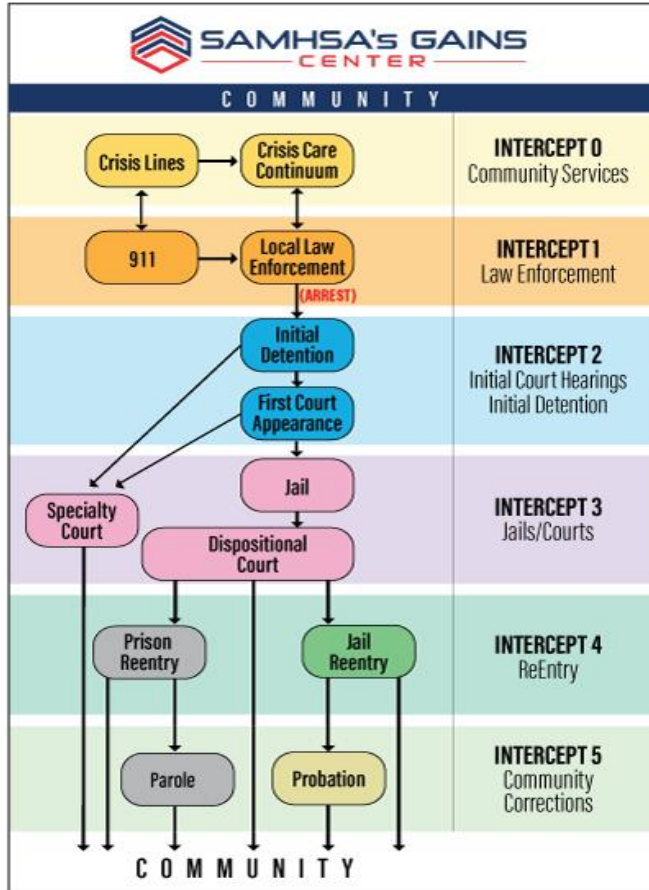 SAMHSA's GAINS
CENTER
COMMUNITY
Crisis Lines
Crisis Care
Continuum
INTERCEPT 0
Community Services
911
Local Law
Enforcement
(ARREST)
INTERCEPT 1
Law Enforcement
Initial
Detention
First Court
Appearance
INTERCEPT 2
Initial Court Hearings
Initial Detention
Jail
Specialty
Court
Dispositional
Court
INTERCEPT 3
Jails/Courts
Prison
Reentry
Jail
Reentry
INTERCEPT 4
ReEntry
Parole
Probation
INTERCEPT 5
Community
Corrections
COMMUNITY